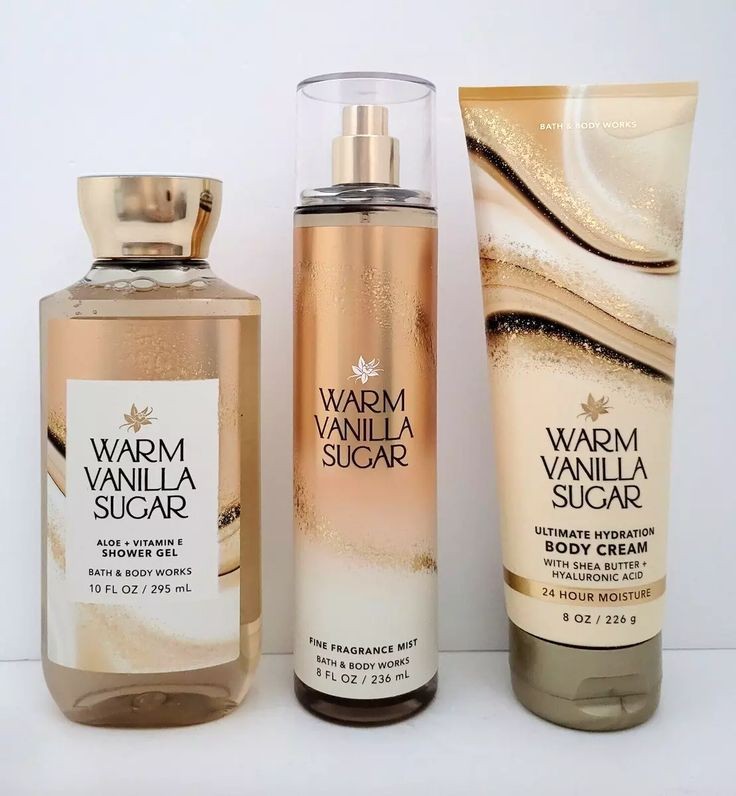 WARM
VANILLA
SUGAR
ALOE + VITAMIN E
SHOWER GEL
BATH & BODY WORKS
10 FL OZ / 295 mL
WARM
VANILLA
SUGAR
FINE FRAGRANCE MIST
BATH & BODY WORKS
8 FL OZ / 236 mL
BATH & BODY WORKS
WARM
VANILLA
SUGAR
ULTIMATE HYDRATION
BODY CREAM
WITH SHEA BUTTER +
HYALURONIC ACID
24 HOUR MOISTURE
8 OZ / 226 g